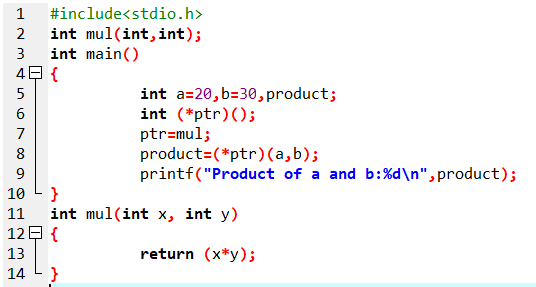 1 #include<stdio.h>
2 int mul(int,int);
3 int main()
4 {
5 int a=20,b=30,product;
6 int (*ptr)();
7 ptr=mul;
8 product=(*ptr)(a,b);
9 printf("Product of a and b:%d\n",product);
10 }
11 int mul(int x, int y)
12 {
13 return (x*y);
14 }